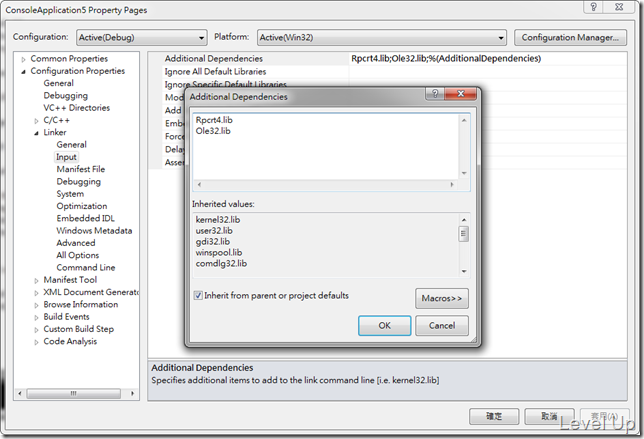 ConsoleApplication5 Property Pages
Configuration: Active(Debug) Platform: Active(Win32) Configuration Manager...
Common Properties
Configuration Properties
General
Debugging
VC++ Directories
C/C++
Linker
General
Input
Manifest File
Debugging
System
Optimization
Embedded IDL
Windows Metadata
Advanced
All Options
Command Line
Manifest Tool
XML Document Generato
Browse Information
Build Events
Custom Build Step
Code Analysis
Additional Dependencies Rpcrt4.lib;Ole32.lib;%(AdditionalDependencies)
Ignore All Default Libraries
Ignore Specific Default Libraries
Mod
Add
Embe
Force
Delay
Asse
Additional Dependencies
Rpcrt4.lib
Ole32.lib
Inherited values:
kernel32.lib
user32.lib
gdi32.lib
winspool.lib
comdlg32.lib
Inherit from parent or project defaults
Macros>>
OK Cancel
Additional Dependencies
Specifies additional items to add to the link command line [i.e. kernel32.lib]
確定 取消 套用(A)
Level Up